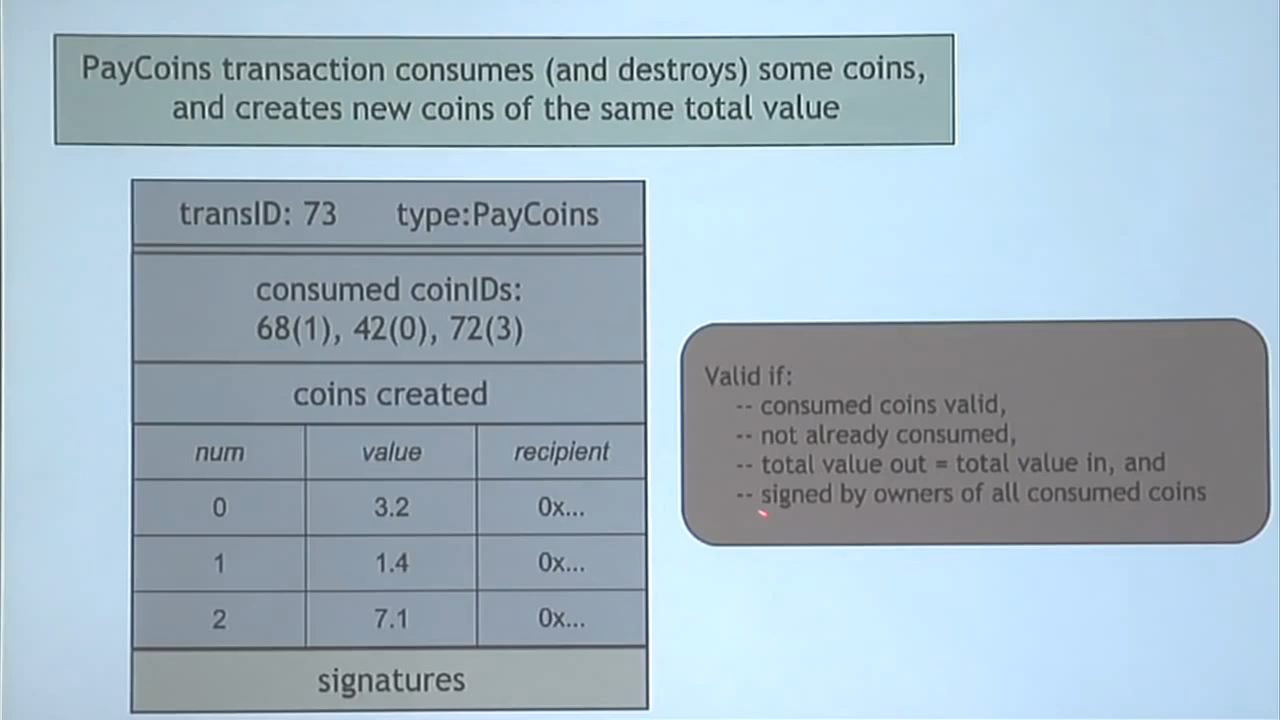 PayCoins transaction consumes (and destroys) some coins,
and creates new coins of the same total value
transID: 73 type:PayCoins
consumed coinIDs:
68(1), 42(0), 72(3)
coins created
num value recipient
0 3.2 0x...
1 1.4 0x...
2 7.1 0x...
signatures
Valid if:
-- consumed coins valid,
-- not already consumed,
-- total value out = total value in, and
-- signed by owners of all consumed coins